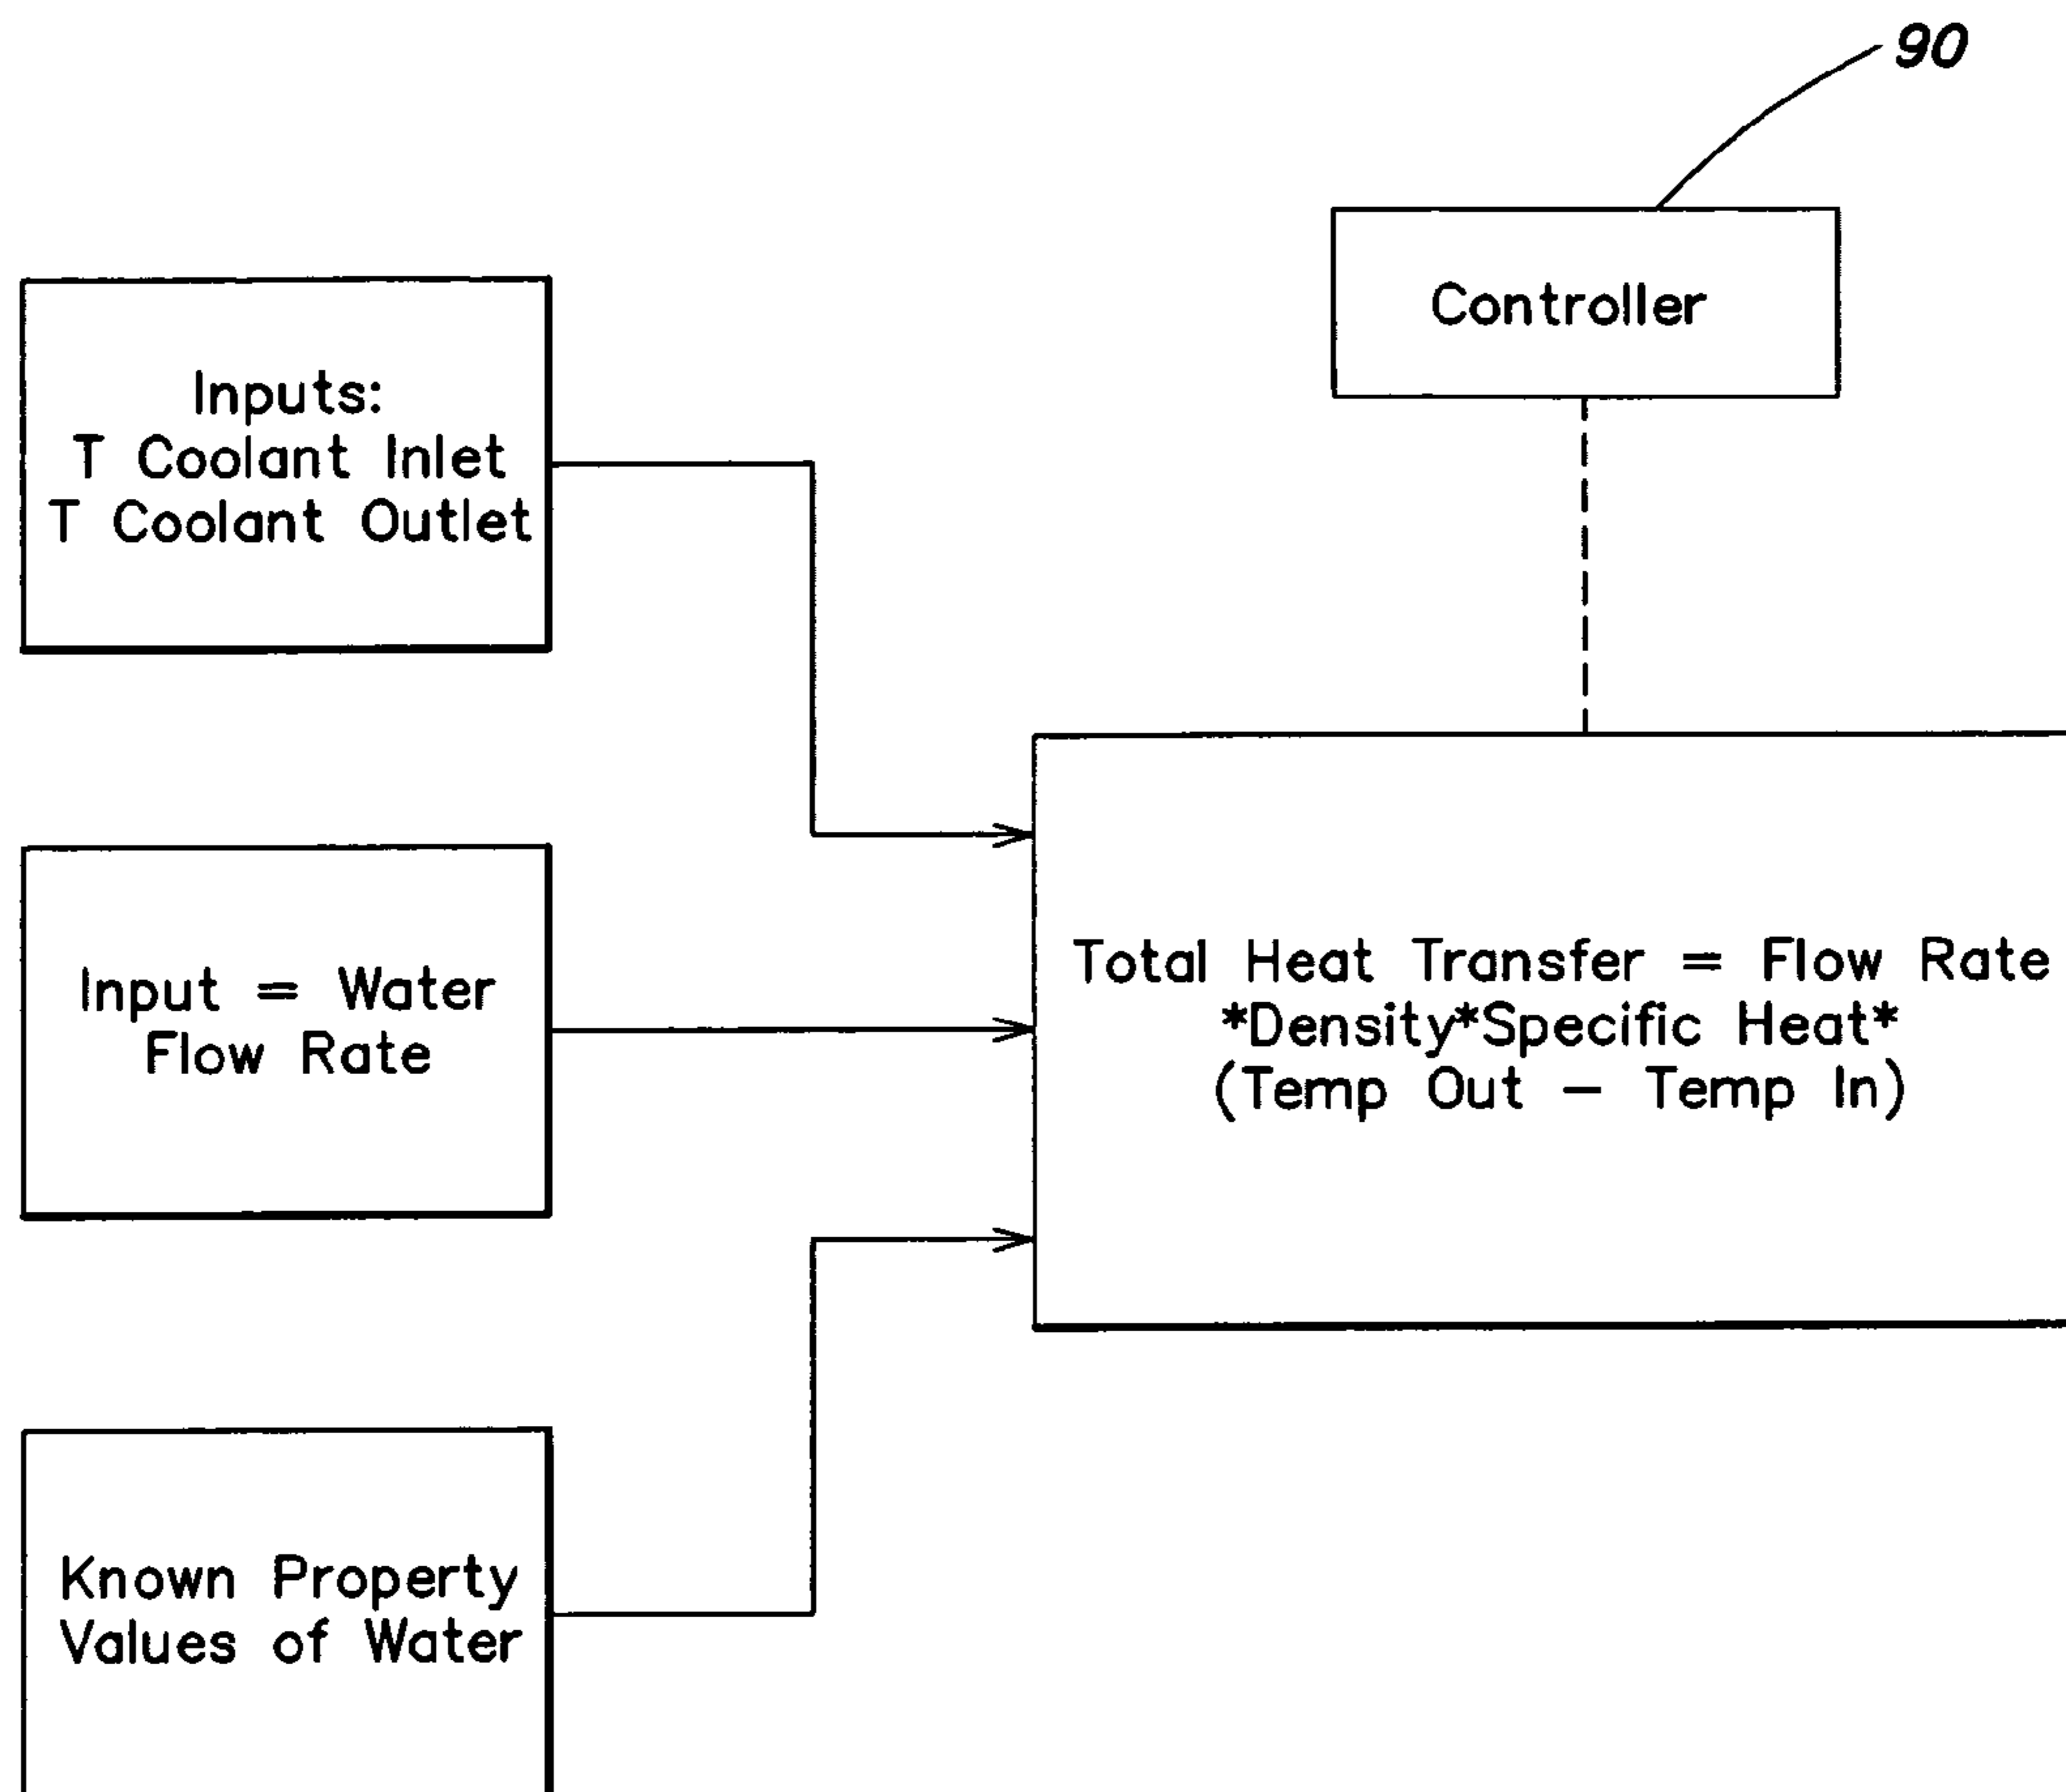 90
Controller
Inputs:
T Coolant Inlet
T Coolant Outlet
Input = Water
Flow Rate
Total Heat Transfer = Flow Rate
*Density*Specific Heat*
(Temp Out – Temp In)
Known Property
Values of Water